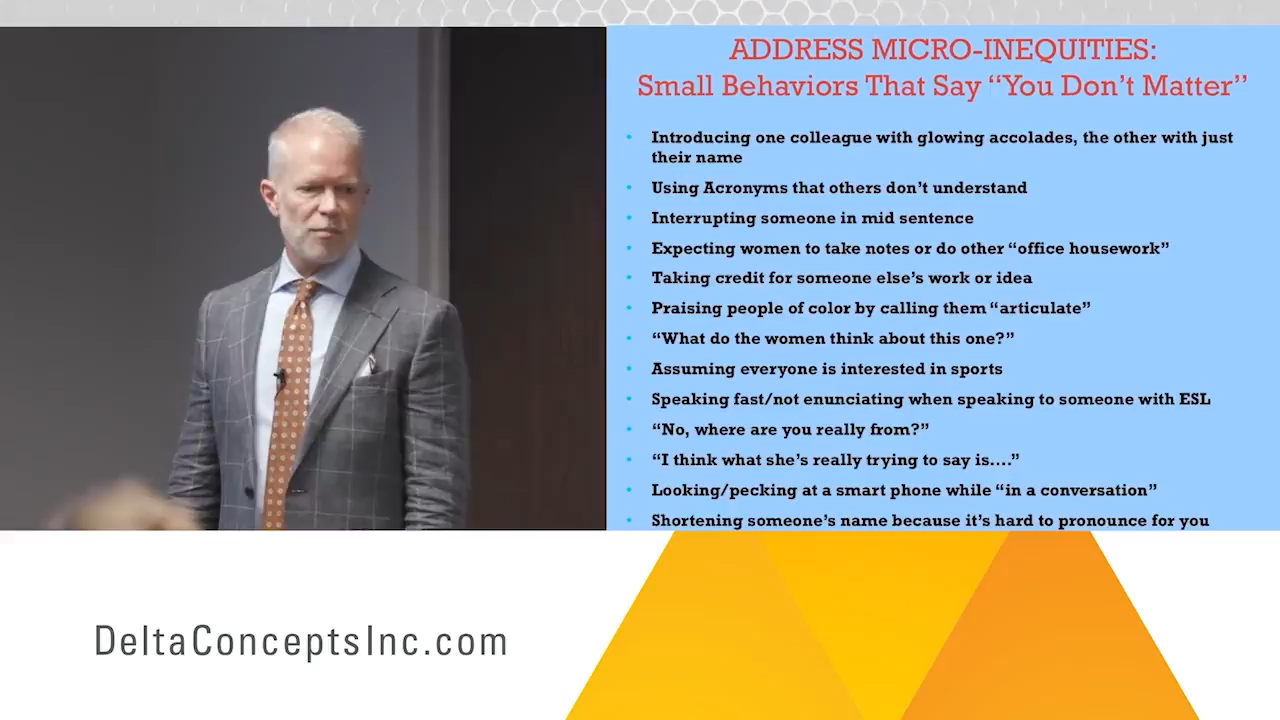 ADDRESS MICRO-INEQUITIES:
Small Behaviors That Say “You Don’t Matter”
• Introducing one colleague with glowing accolades, the other with just
their name
• Using Acronyms that others don’t understand
• Interrupting someone in mid sentence
• Expecting women to take notes or do other “office housework”
• Taking credit for someone else’s work or idea
• Praising people of color by calling them “articulate”
• “What do the women think about this one?”
• Assuming everyone is interested in sports
• Speaking fast/not enunciating when speaking to someone with ESL
• “No, where are you really from?”
• “I think what she’s really trying to say is....”
• Looking/pecking at a smart phone while “in a conversation”
• Shortening someone’s name because it’s hard to pronounce for you
DeltaConceptsInc.com